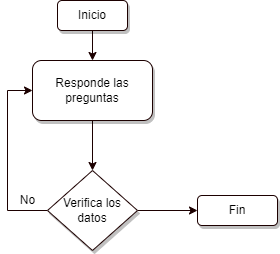 Inicio
Responde las
preguntas
No
Verifica los
datos
Fin